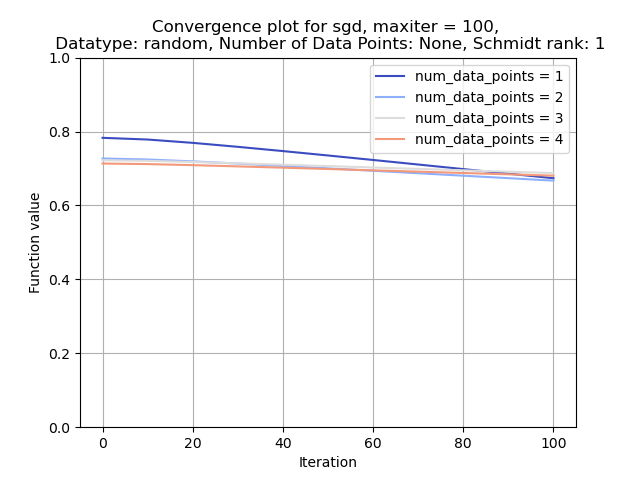 Convergence plot for sgd, maxiter = 100,
Datatype: random, Number of Data Points: None, Schmidt rank: 1
1.0
0.8
0.6
0.4
0.2
0.0
Function value
num_data_points = 1
num_data_points = 2
num_data_points = 3
num_data_points = 4
0 20 40 60 80 100
Iteration